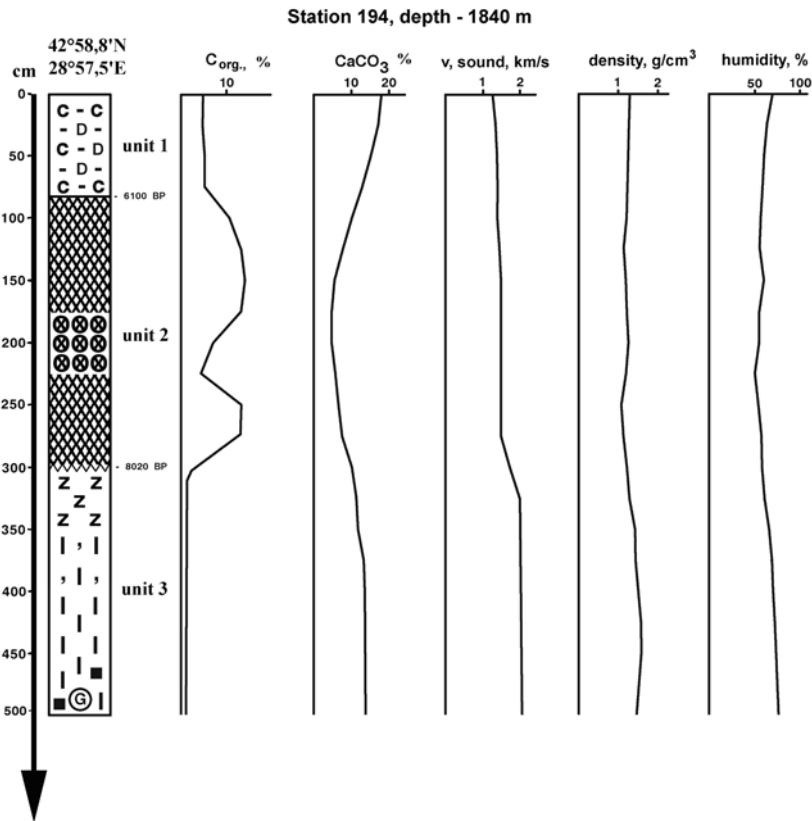 Station 194, depth - 1840 m
42°58,8'N
28°57,5'E
cm
C org., %
CaCO3 %
v, sound, km/s
density, g/cm3
humidity, %
10
10 20
1 2
1 2
50 100
0
50
100
150
200
250
300
350
400
450
500
C - C
- D -
C - D
- D
C - C
unit 1
- 6100 BP
unit 2
- 8020 BP
Z Z
Z
Z Z
unit 3
G